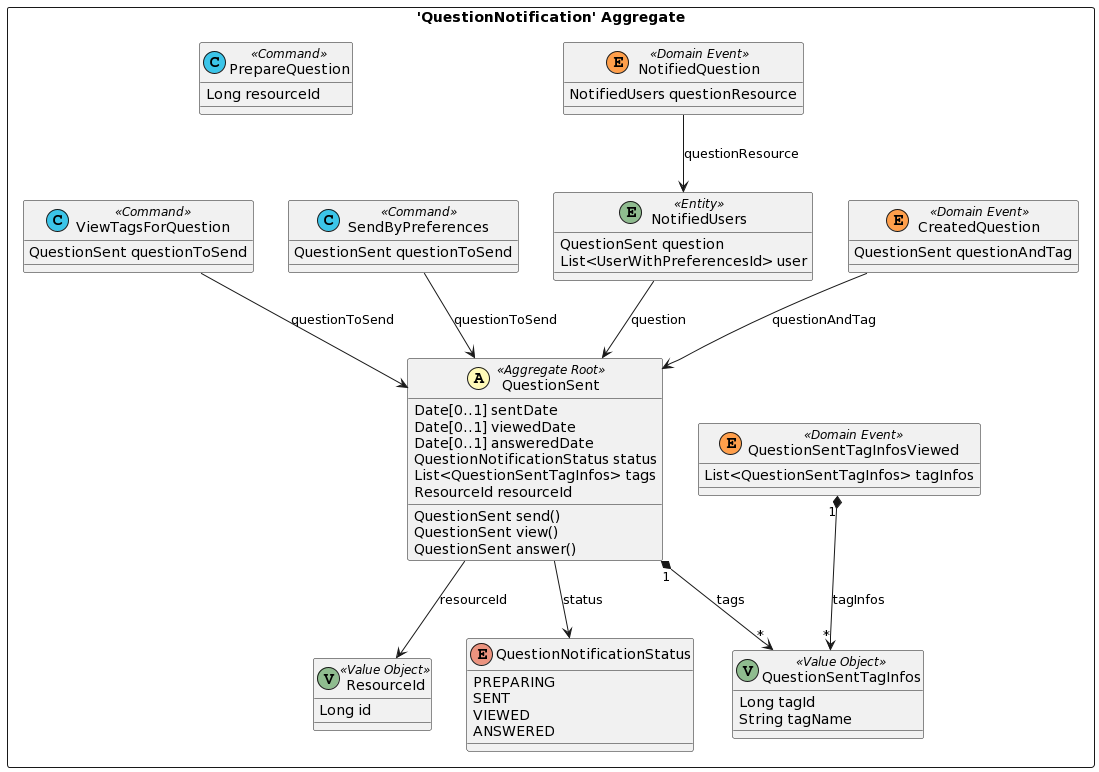 'QuestionNotification' Aggregate
C
«Command»
PrepareQuestion
Long resourceId
E
«Domain Event»
NotifiedQuestion
NotifiedUsers questionResource
questionResource
C
«Command»
ViewTagsForQuestion
QuestionSent questionToSend
C
«Command»
SendByPreferences
QuestionSent questionToSend
E
«Entity»
NotifiedUsers
QuestionSent question
List<UserWithPreferencesId> user
E
«Domain Event»
CreatedQuestion
QuestionSent questionAndTag
questionToSend
questionToSend
question
questionAndTag
A
«Aggregate Root»
QuestionSent
Date[0..1] sentDate
Date[0..1] viewedDate
Date[0..1] answeredDate
QuestionNotificationStatus status
List<QuestionSentTagInfos> tags
ResourceId resourceId
QuestionSent send()
QuestionSent view()
QuestionSent answer()
E
«Domain Event»
QuestionSentTagInfosViewed
List<QuestionSentTagInfos> tagInfos
1
1
resourceId
status
tags
tagInfos
*
*
V
«Value Object»
ResourceId
Long id
E
QuestionNotificationStatus
PREPARING
SENT
VIEWED
ANSWERED
V
«Value Object»
QuestionSentTagInfos
Long tagId
String tagName